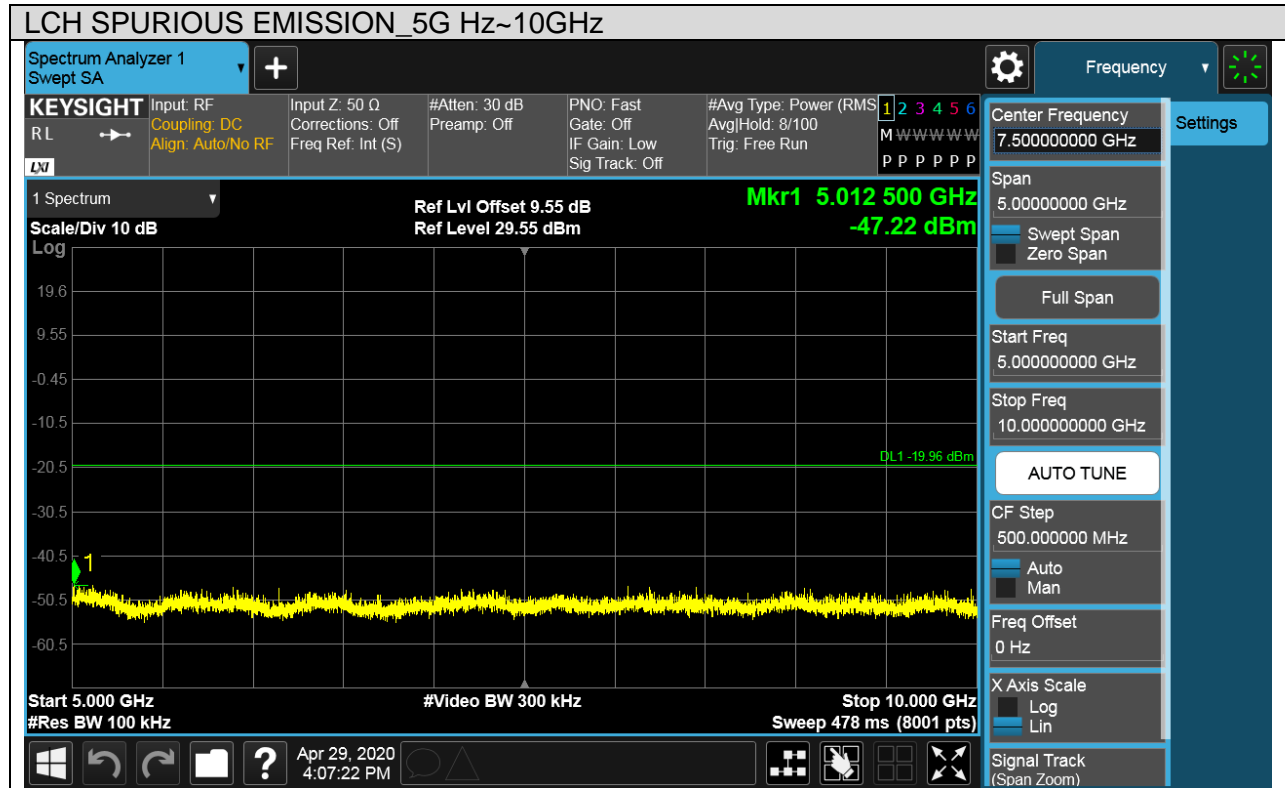 LCH SPURIOUS EMISSION_5G Hz~10GHz
Spectrum Analyzer 1
Swept SA
Frequency
KEYSIGHT
R L
LXI
Input: RF
Coupling: DC
Align: Auto/No RF
Input Z: 50 Ω
Corrections: Off
Freq Ref: Int (S)
#Atten: 30 dB
Preamp: Off
PNO: Fast
Gate: Off
IF Gain: Low
Sig Track: Off
#Avg Type: Power (RMS
Avg|Hold: 8/100
Trig: Free Run
1 2 3 4 5 6
M W W W W W
P P P P P P
1 Spectrum
Scale/Div 10 dB
Ref Lvl Offset 9.55 dB
Ref Level 29.55 dBm
Mkr1 5.012 500 GHz
-47.22 dBm
Log
19.6
9.55
-0.45
-10.5
-20.5
-30.5
-40.5
-50.5
-60.5
DL1 -19.96 dBm
1
Start 5.000 GHz
#Res BW 100 kHz
#Video BW 300 kHz
Stop 10.000 GHz
Sweep 478 ms (8001 pts)
Center Frequency
7.500000000 GHz
Settings
Span
5.00000000 GHz
Swept Span
Zero Span
Full Span
Start Freq
5.000000000 GHz
Stop Freq
10.000000000 GHz
AUTO TUNE
CF Step
500.000000 MHz
Auto
Man
Freq Offset
0 Hz
X Axis Scale
Log
Lin
Signal Track
(Span Zoom)
?
Apr 29, 2020
4:07:22 PM